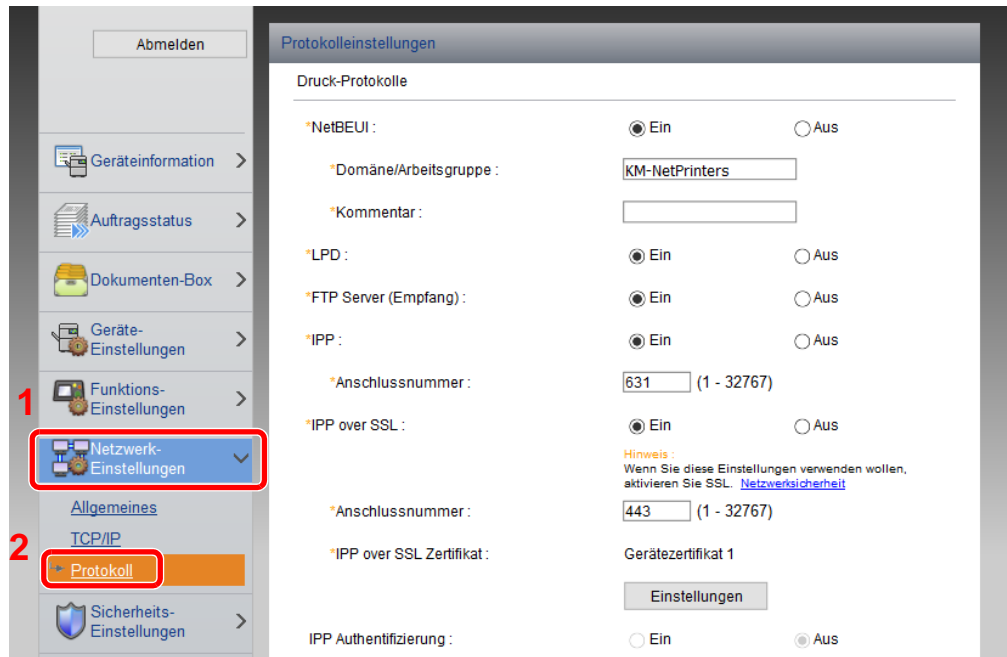 Abmelden
Geräteinformation
Auftragsstatus
Dokumenten-Box
Geräte-
Einstellungen
1
Funktions-
Einstellungen
Netzwerk-
Einstellungen
Allgemeines
2
TCP/IP
Protokoll
Sicherheits-
Einstellungen
Protokolleinstellungen
Druck-Protokolle
*NetBEUI : Ein Aus
*Domäne/Arbeitsgruppe : KM-NetPrinters
*Kommentar :
*LPD : Ein Aus
*FTP Server (Empfang) : Ein Aus
*IPP : Ein Aus
*Anschlussnummer : 631 (1 - 32767)
*IPP over SSL : Ein Aus
Hinweis :
Wenn Sie diese Einstellungen verwenden wollen,
aktivieren Sie SSL. Netzwerksicherheit
*Anschlussnummer : 443 (1 - 32767)
*IPP over SSL Zertifikat : Gerätezertifikat 1
Einstellungen
IPP Authentifizierung : Ein Aus